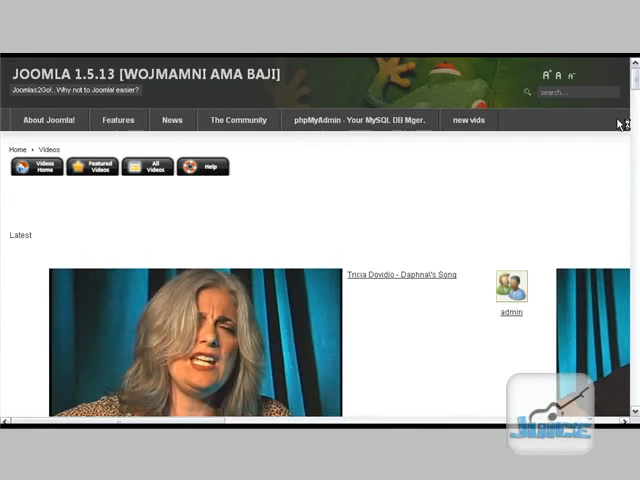 JOOMLA 1.5.13 [WOJMAMNI AMA BAJI]
Joomlas2Go!.. Why not to Joomla! easier?
A+ A A-
search...
About Joomla!
Features
News
The Community
phpMyAdmin - Your MySQL DB Mger.
new vids
Home
Videos
Videos Home
Featured Videos
All Videos
Help
Latest
Tricia Dovidio - Daphna\'s Song
admin
JUICE